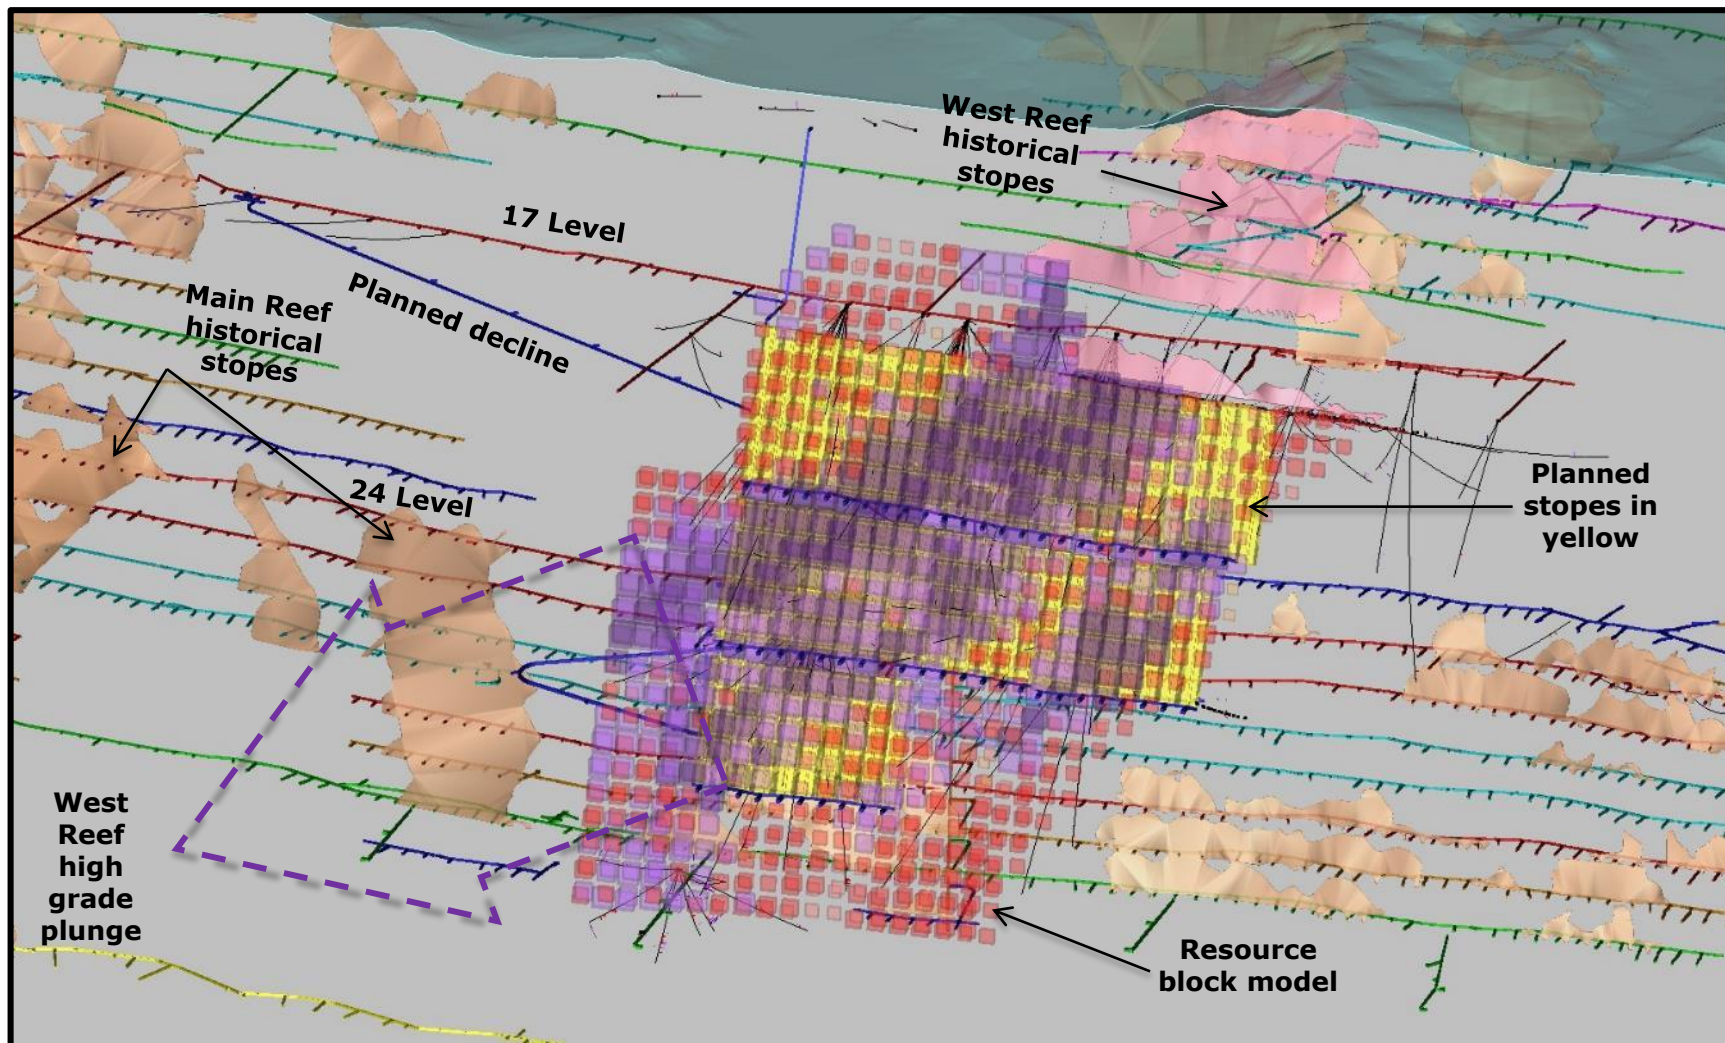 West Reef
historical
stopes
17 Level
Planned decline
Main Reef
historical
stopes
24 Level
Planned
stopes in
yellow
West
Reef
high
grade
plunge
Resource
block model